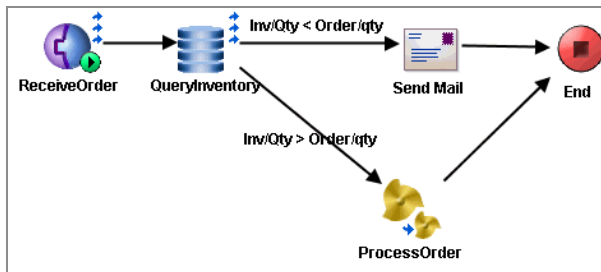 Inv/Qty < Order/qty
ReceiveOrder
QueryInventory
Send Mail
End
Inv/Qty > Order/qty
ProcessOrder